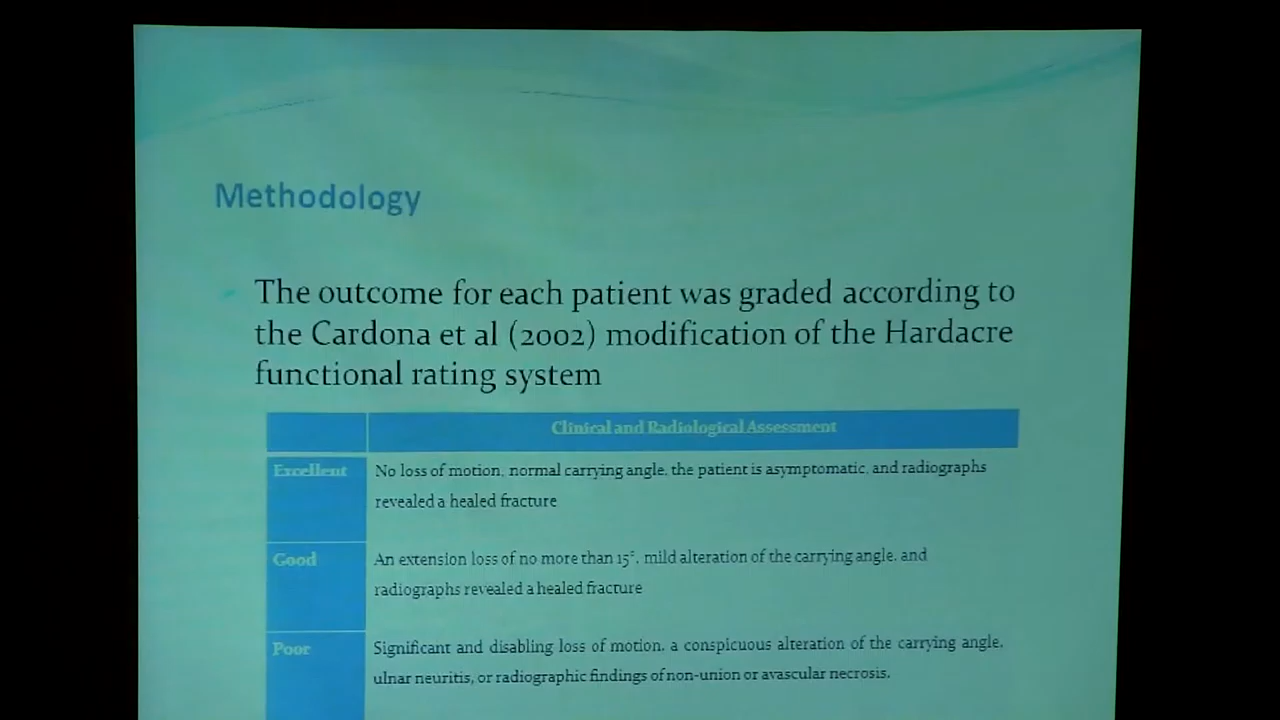 Methodology
The outcome for each patient was graded according to
the Cardona et al (2002) modification of the Hardacre
functional rating system
Clinical and Radiological Assessment
Excellent
No loss of motion, normal carrying angle, the patient is asymptomatic, and radiographs
revealed a healed fracture
Good
An extension loss of no more than 15°, mild alteration of the carrying angle, and
radiographs revealed a healed fracture
Poor
Significant and disabling loss of motion, a conspicuous alteration of the carrying angle,
ulnar neuritis, or radiographic findings of non-union or avascular necrosis.